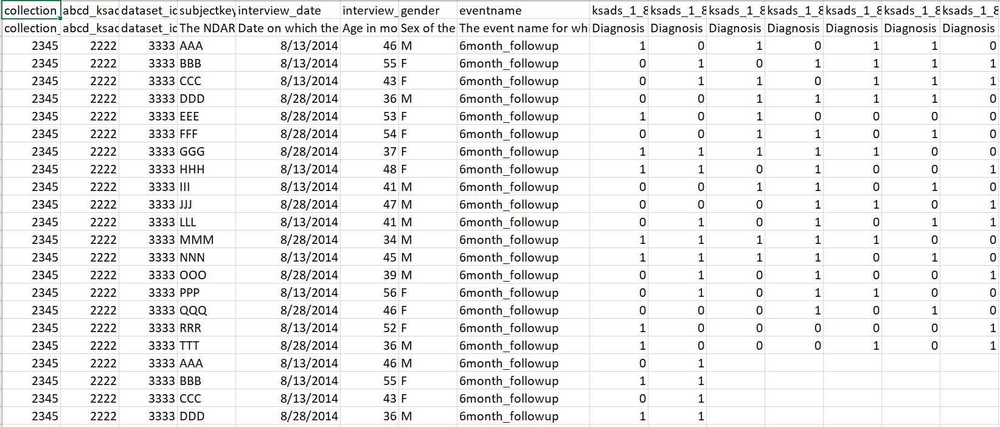 collection_ abcd_ksad dataset_id subjectkey interview_date interview_ gender eventname ksads_1_8 ksads_1_8 ksads_1_8 ksads_1_8 ksads_1_8 ksads_1_8 ksads_1_8
collection_ abcd_ksad dataset_id The NDAR Date on which the Age in mo Sex of the The event name for whi Diagnosis Diagnosis Diagnosis Diagnosis Diagnosis Diagnosis Diagnosis
2345 2222 3333 AAA 8/13/2014 46 M 6month_followup 1 0 1 0 1 1 0
2345 2222 3333 BBB 8/13/2014 55 F 6month_followup 0 1 0 1 1 1 1
2345 2222 3333 CCC 8/13/2014 43 F 6month_followup 0 1 1 0 1 1 1
2345 2222 3333 DDD 8/28/2014 36 M 6month_followup 0 0 1 1 1 1 0
2345 2222 3333 EEE 8/28/2014 53 F 6month_followup 1 0 1 0 0 0 0
2345 2222 3333 FFF 8/28/2014 54 F 6month_followup 0 0 1 1 0 1 0
2345 2222 3333 GGG 8/28/2014 37 F 6month_followup 1 1 1 1 1 0 0
2345 2222 3333 HHH 8/13/2014 48 F 6month_followup 1 1 0 1 0 0 1
2345 2222 3333 III 8/13/2014 41 M 6month_followup 0 0 1 1 0 1 0
2345 2222 3333 JJJ 8/28/2014 47 M 6month_followup 0 0 0 1 1 0 1
2345 2222 3333 LLL 8/13/2014 41 M 6month_followup 0 1 0 1 0 1 1
2345 2222 3333 MMM 8/28/2014 34 M 6month_followup 1 1 1 1 1 0 0
2345 2222 3333 NNN 8/13/2014 45 M 6month_followup 1 1 1 1 0 1 0
2345 2222 3333 OOO 8/28/2014 39 M 6month_followup 0 1 0 1 0 0 1
2345 2222 3333 PPP 8/13/2014 56 F 6month_followup 0 1 0 1 1 0 0
2345 2222 3333 QQQ 8/28/2014 46 F 6month_followup 0 0 0 1 0 1 0
2345 2222 3333 RRR 8/13/2014 52 F 6month_followup 1 0 0 0 0 0 1
2345 2222 3333 TTT 8/28/2014 36 M 6month_followup 1 0 0 0 1 0 1
2345 2222 3333 AAA 8/13/2014 46 M 6month_followup 0 1
2345 2222 3333 BBB 8/13/2014 55 F 6month_followup 1 1
2345 2222 3333 CCC 8/13/2014 43 F 6month_followup 0 1
2345 2222 3333 DDD 8/28/2014 36 M 6month_followup 1 1